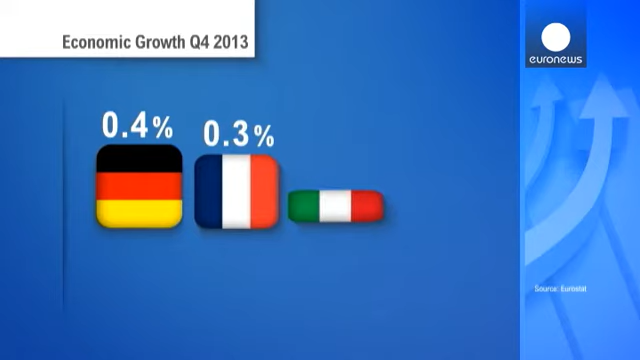 Economic Growth Q4 2013
euronews
0.4%
0.3%
Source: Eurostat